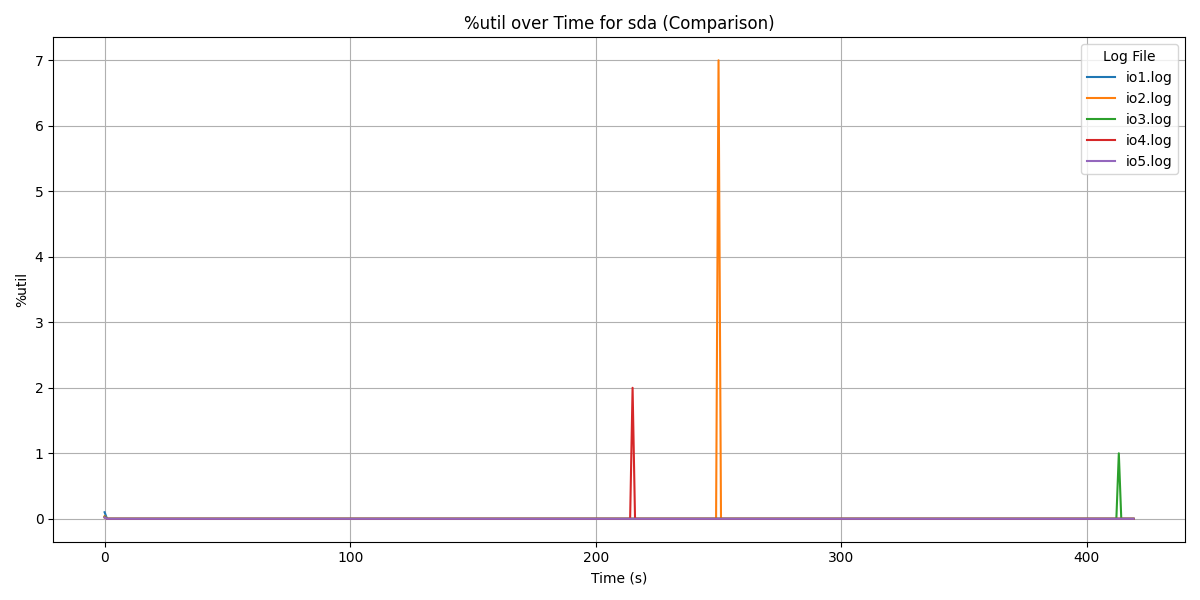 %util over Time for sda (Comparison)
Log File
io1.log
io2.log
io3.log
io4.log
io5.log
%util
7
6
5
4
3
2
1
0
0 100 200 300 400
Time (s)